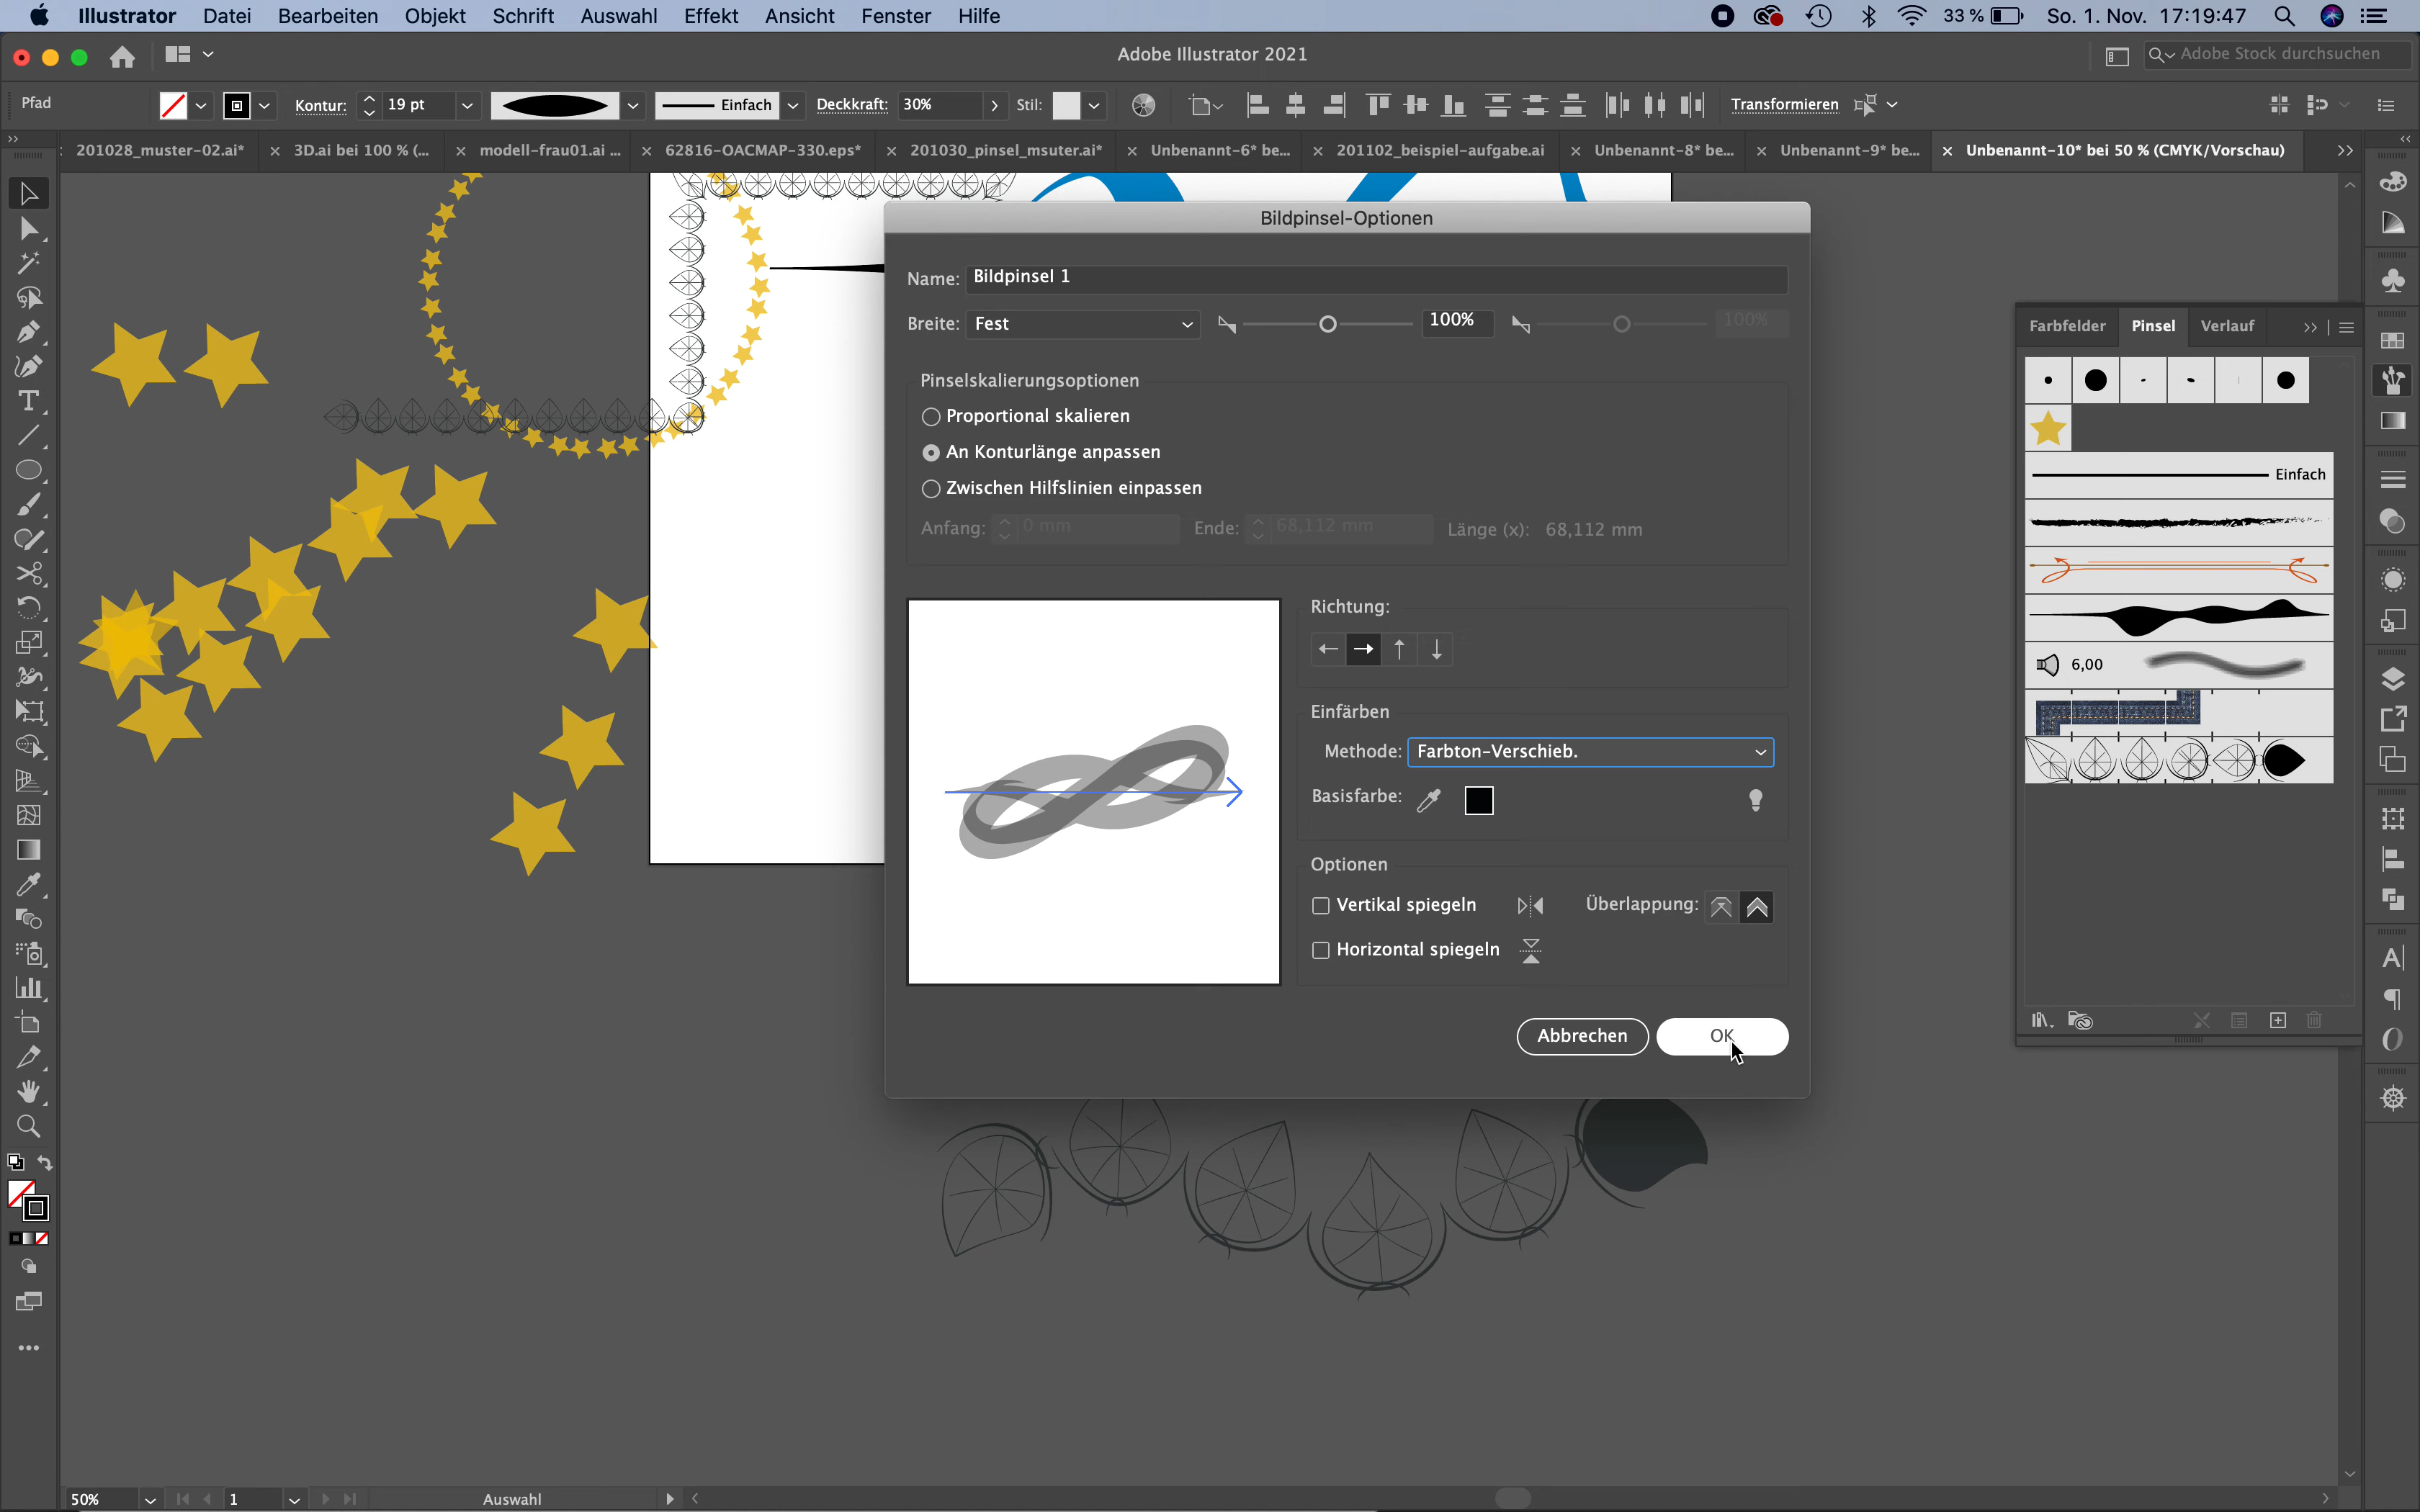 Illustrator Datei Bearbeiten Objekt Schrift Auswahl Effekt Ansicht Fenster Hilfe 33 % So. 1. Nov. 17:19:47
Adobe Illustrator 2021 Adobe Stock durchsuchen
Pfad Kontur: 19 pt Einfach Deckkraft: 30% Stil: Transformieren
201028_muster-02.ai* × 3D.ai bei 100 % (... × modell-frau01.ai ... × 62816-OACMAP-330.eps* × 201030_pinsel_msuter.ai* × Unbenannt-6* be... × 201102_beispiel-aufgabe.ai × Unbenannt-8* be... × Unbenannt-9* be... × Unbenannt-10* bei 50 % (CMYK/Vorschau)
Bildpinsel-Optionen
Name: Bildpinsel 1
Breite: Fest 100% 100%
Pinselskalierungsoptionen
Proportional skalieren
An Konturlänge anpassen
Zwischen Hilfslinien einpassen
Anfang: 0 mm Ende: 68,112 mm Länge (x): 68,112 mm
Richtung:
Einfärben
Methode: Farbton-Verschieb.
Basisfarbe:
Optionen
Vertikal spiegeln Überlappung:
Horizontal spiegeln
Abbrechen OK
Farbfelder Pinsel Verlauf
Einfach
6,00
50% 1 Auswahl